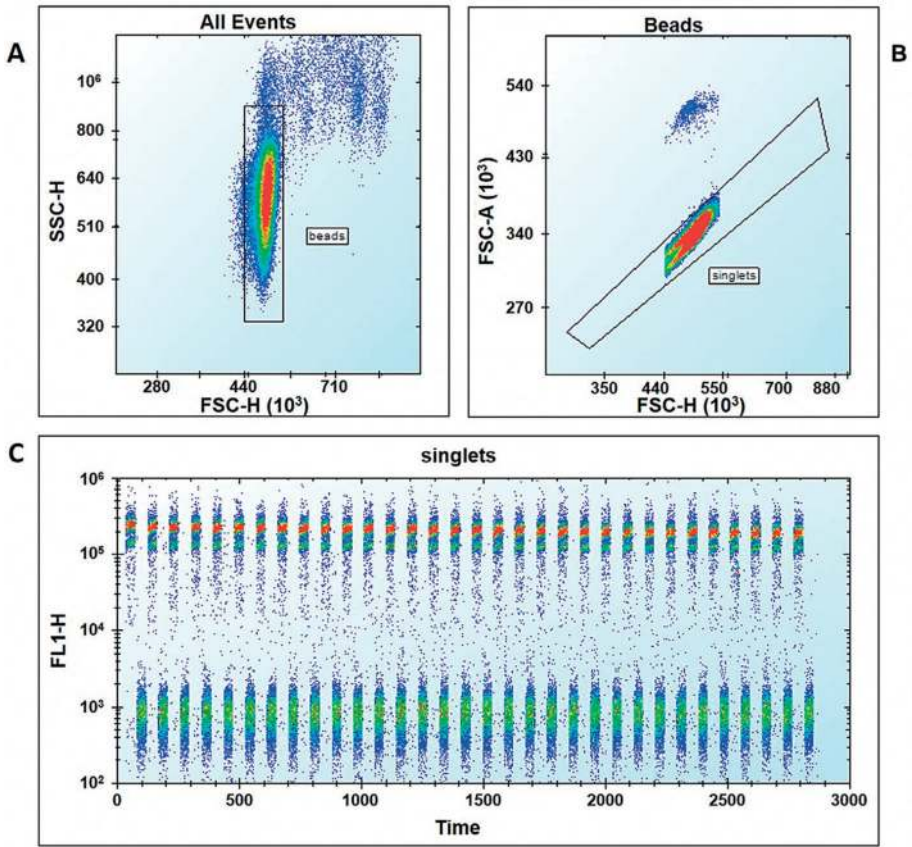 A
All Events
SSC-H
10⁶
800
640
510
400
320
beads
280
440
710
FSC-H (10³)
Beads
B
FSC-A (10³)
540
430
340
270
singlets
350
440
550
700
880
FSC-H (10³)
C
singlets
FL1-H
10⁶
10⁵
10⁴
10³
10²
0
500
1000
1500
2000
2500
3000
Time